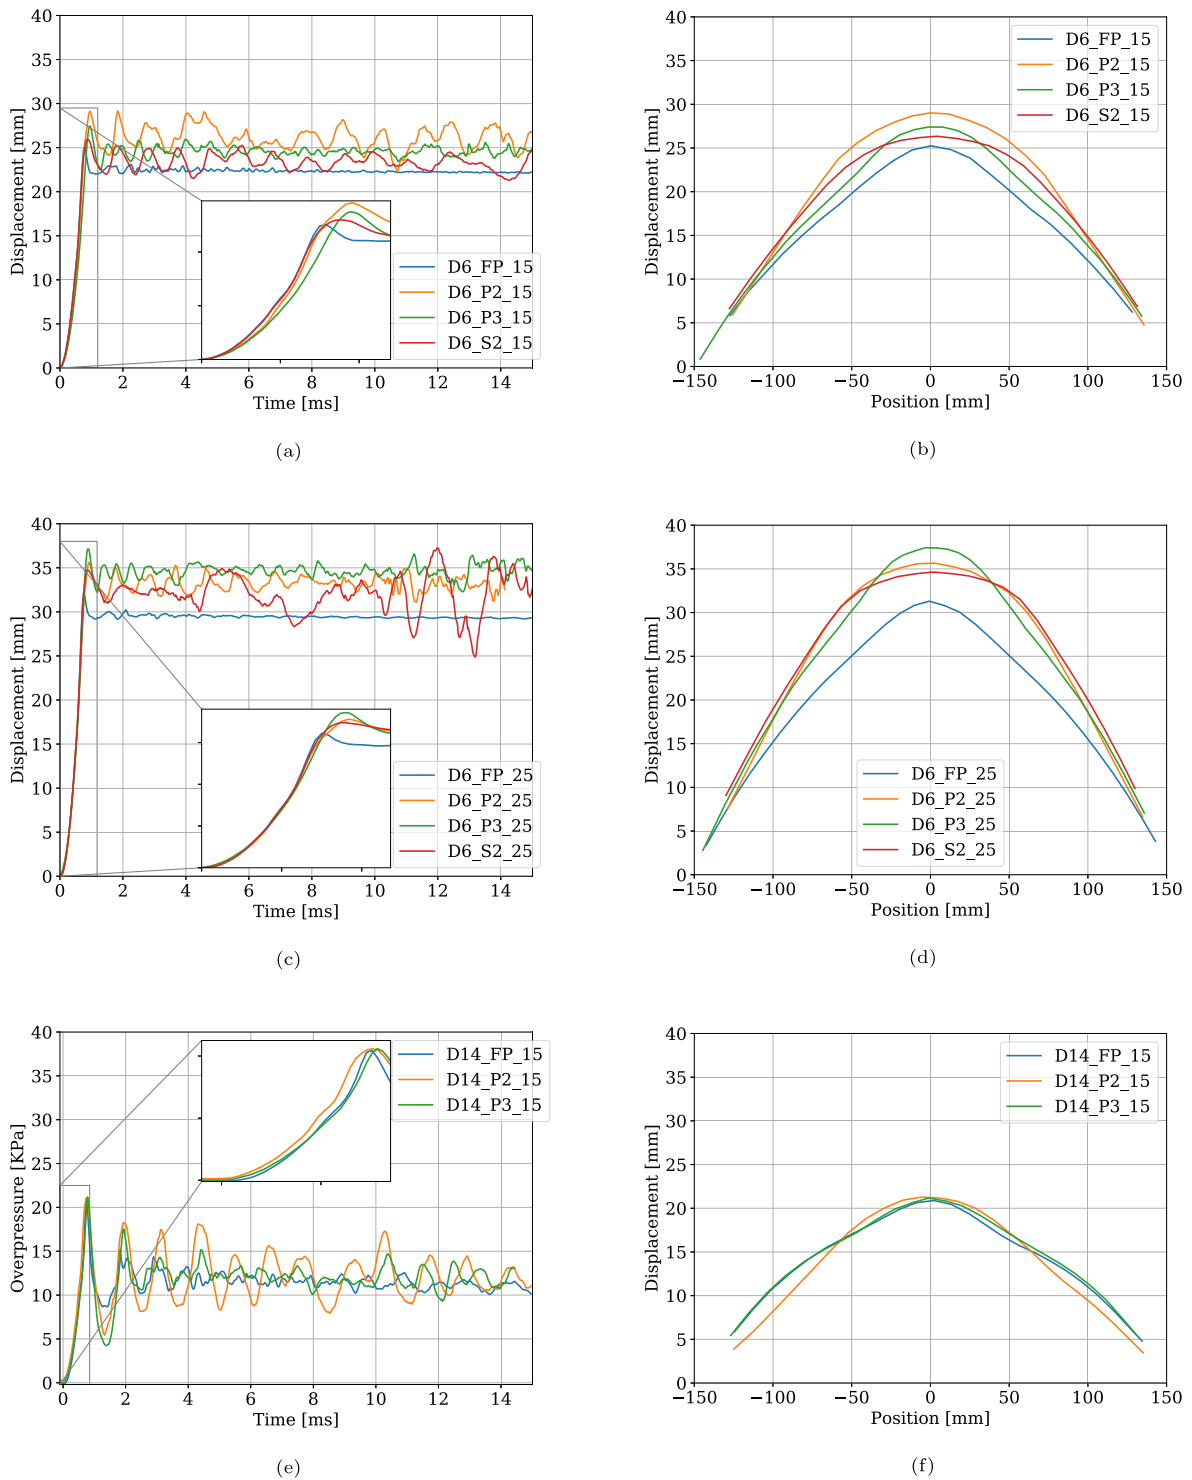 40
35
30
25
20
15
10
5
0
Displacement [mm]
0 2 4 6 8 10 12 14
Time [ms]
D6_FP_15
D6_P2_15
D6_P3_15
D6_S2_15
(a)
40
35
30
25
20
15
10
5
0
Displacement [mm]
−150 −100 −50 0 50 100 150
Position [mm]
D6_FP_15
D6_P2_15
D6_P3_15
D6_S2_15
(b)
40
35
30
25
20
15
10
5
0
Displacement [mm]
0 2 4 6 8 10 12 14
Time [ms]
D6_FP_25
D6_P2_25
D6_P3_25
D6_S2_25
(c)
40
35
30
25
20
15
10
5
0
Displacement [mm]
−150 −100 −50 0 50 100 150
Position [mm]
D6_FP_25
D6_P2_25
D6_P3_25
D6_S2_25
(d)
40
35
30
25
20
15
10
5
0
Overpressure [KPa]
0 2 4 6 8 10 12 14
Time [ms]
D14_FP_15
D14_P2_15
D14_P3_15
(e)
40
35
30
25
20
15
10
5
0
Displacement [mm]
−150 −100 −50 0 50 100 150
Position [mm]
D14_FP_15
D14_P2_15
D14_P3_15
(f)